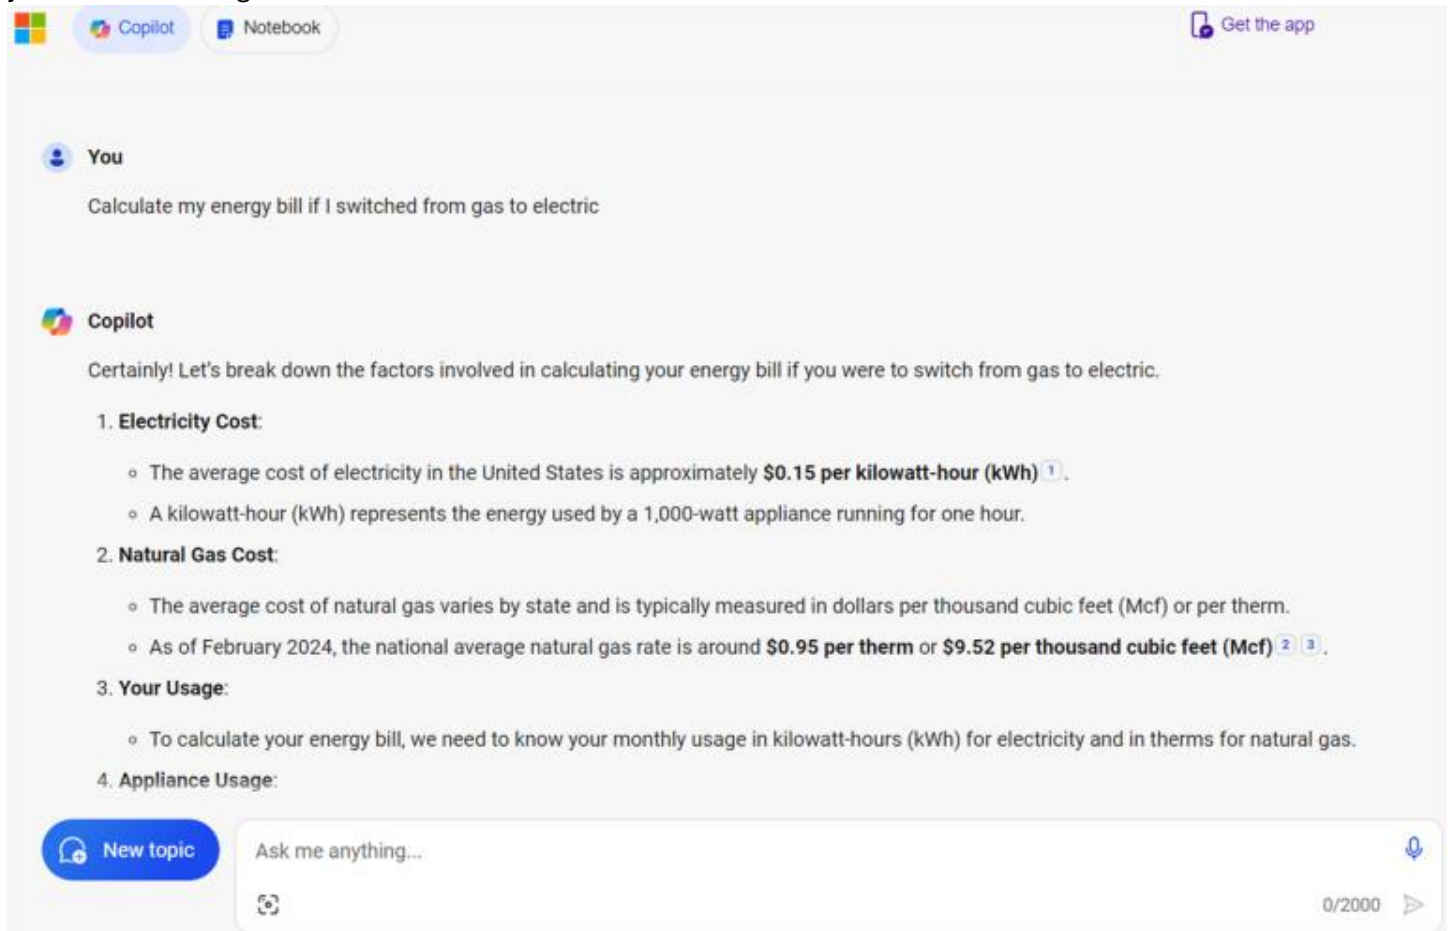 Copilot
Notebook
Get the app
You
Calculate my energy bill if I switched from gas to electric
Copilot
Certainly! Let's break down the factors involved in calculating your energy bill if you were to switch from gas to electric.
1. Electricity Cost:
◦ The average cost of electricity in the United States is approximately $0.15 per kilowatt-hour (kWh) 1 .
◦ A kilowatt-hour (kWh) represents the energy used by a 1,000-watt appliance running for one hour.
2. Natural Gas Cost:
◦ The average cost of natural gas varies by state and is typically measured in dollars per thousand cubic feet (Mcf) or per therm.
◦ As of February 2024, the national average natural gas rate is around $0.95 per therm or $9.52 per thousand cubic feet (Mcf) 2 3 .
3. Your Usage:
◦ To calculate your energy bill, we need to know your monthly usage in kilowatt-hours (kWh) for electricity and in therms for natural gas.
4. Appliance Usage:
New topic
Ask me anything...
0/2000